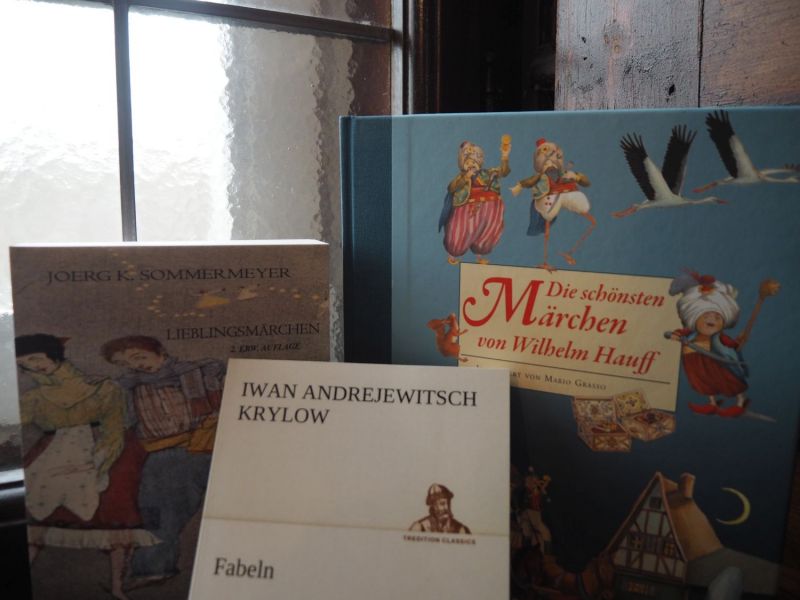 JOERG K. SOMMERMEYER
LIEBLINGSMÄRCHEN
2. ERW. AUFLAGE
IWAN ANDREJEWITSCH
KRYLOW
TREDITION CLASSICS
Fabeln
Die schönsten
Märchen
von Wilhelm Hauff
VON MARIO GRASSO